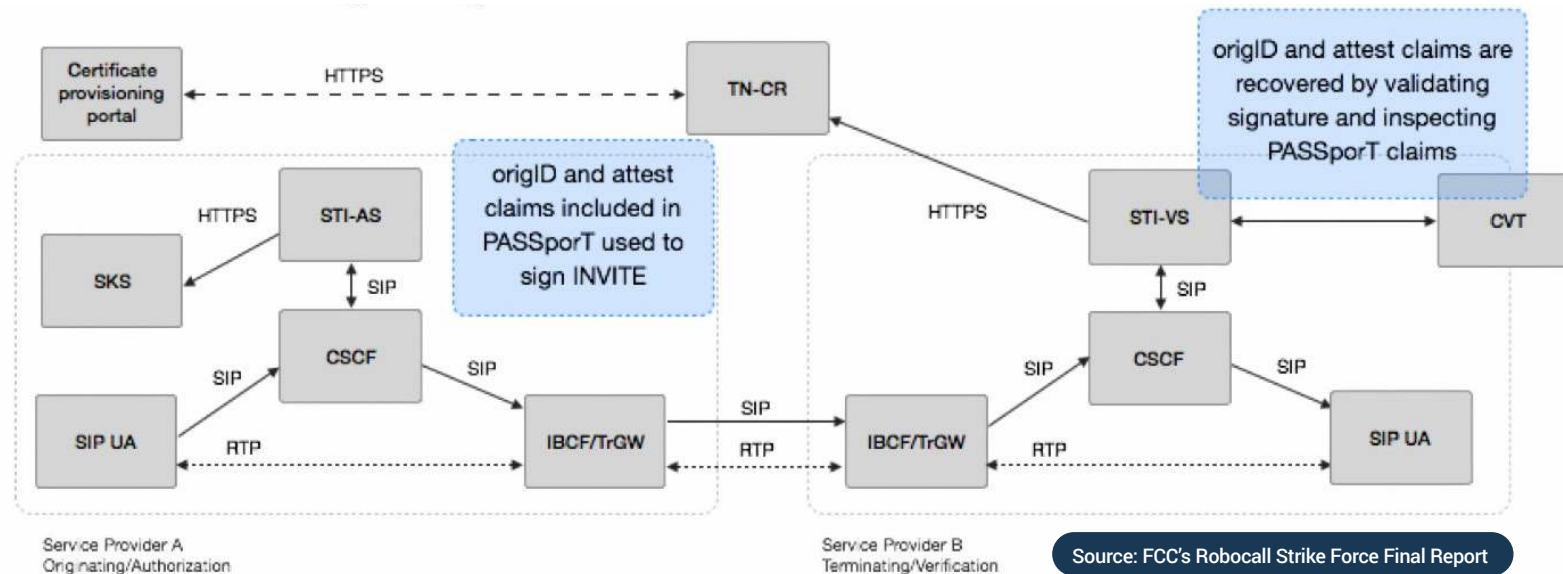 Certificate
provisioning
portal
HTTPS
TN-CR
origID and attest claims are
recovered by validating
signature and inspecting
PASSporT claims
origID and attest
claims included in
PASSporT used to
sign INVITE
HTTPS
STI-AS
SKS
SIP
CSCF
SIP
SIP
SIP UA
RTP
IBCF/TrGW
SIP
RTP
HTTPS
STI-VS
CVT
SIP
CSCF
SIP
SIP
IBCF/TrGW
RTP
SIP UA
Service Provider A
Originating/Authorization
Service Provider B
Terminating/Verification
Source: FCC's Robocall Strike Force Final Report